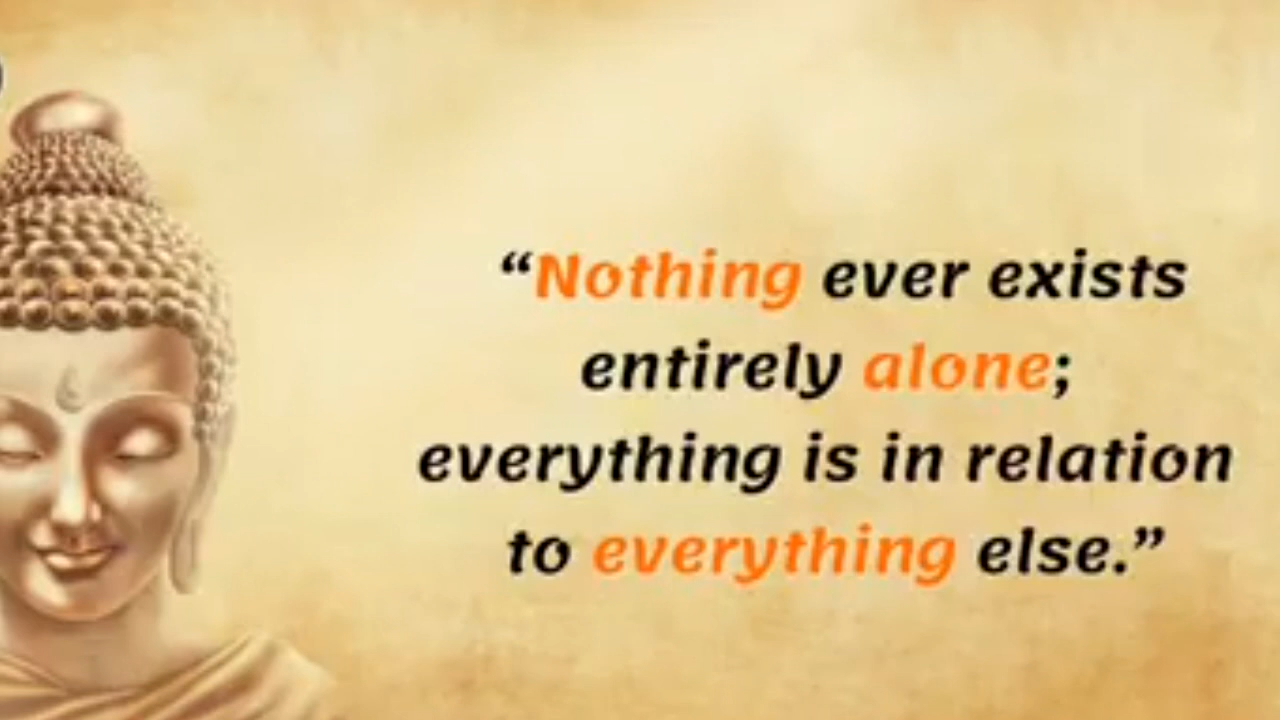 “Nothing ever exists
entirely alone;
everything is in relation
to everything else.”